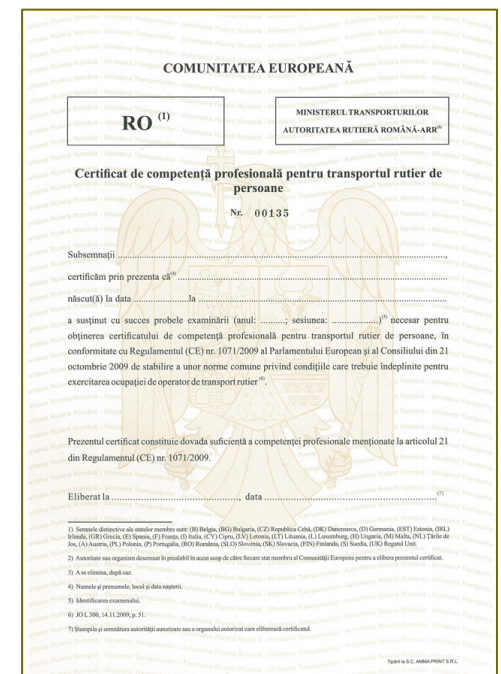 COMUNITATEA EUROPEANĂ
RO (1)
MINISTERUL TRANSPORTURILOR
AUTORITATEA RUTIERĂ ROMÂNĂ-ARR(2)
Certificat de competență profesională pentru transportul rutier de
persoane
Nr. 00135
Subsemnații ..............................,
certificăm prin prezenta că(4) ..............................
născut(ă) la data .................. la ..............................
a susținut cu succes probele examinării (anul: .........; sesiunea: .................)(5) necesar pentru
obținerea certificatului de competență profesională pentru transportul rutier de persoane, în
conformitate cu Regulamentul (CE) nr. 1071/2009 al Parlamentului European și al Consiliului din 21
octombrie 2009 de stabilire a unor norme comune privind condițiile care trebuie îndeplinite pentru
exercitarea ocupației de operator de transport rutier (6).
Prezentul certificat constituie dovada suficientă a competenței profesionale menționate la articolul 21
din Regulamentul (CE) nr. 1071/2009.
Eliberat la .............................., data ..............................(7)
1) Semnele distinctive ale statelor membre sunt: (B) Belgia, (BG) Bulgaria, (CZ) Republica Cehă, (DK) Danemarca, (D) Germania, (EST) Estonia, (IRL)
Irlanda, (GR) Grecia, (E) Spania, (F) Franța, (I) Italia, (CY) Cipru, (LV) Letonia, (LT) Lituania, (L) Luxemburg, (H) Ungaria, (M) Malta, (NL) Țările de
Jos, (A) Austria, (PL) Polonia, (P) Portugalia, (RO) România, (SLO) Slovenia, (SK) Slovacia, (FIN) Finlanda, (S) Suedia, (UK) Regatul Unit.
2) Autoritate sau organism desemnat în prealabil în acest scop de către fiecare stat membru al Comunității Europene pentru a elibera prezentul certificat.
3) A se elimina, după caz.
4) Numele și prenumele; locul și data nașterii.
5) Identificarea examenului.
6) JO L 300, 14.11.2009, p. 51.
7) Ștampila și semnătura autorității autorizate sau a organului autorizat care eliberează certificatul.
Tipărit la S.C. ANMA PRINT S.R.L.